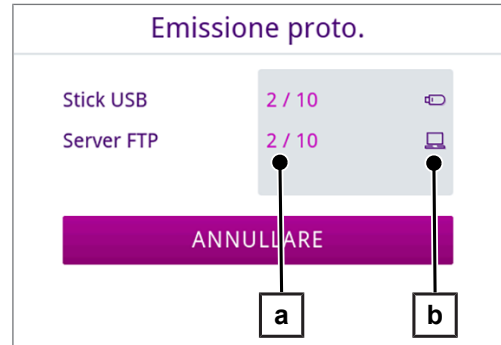 Emissione proto.
Stick USB 2 / 10
Server FTP 2 / 10
ANNULLARE
a b